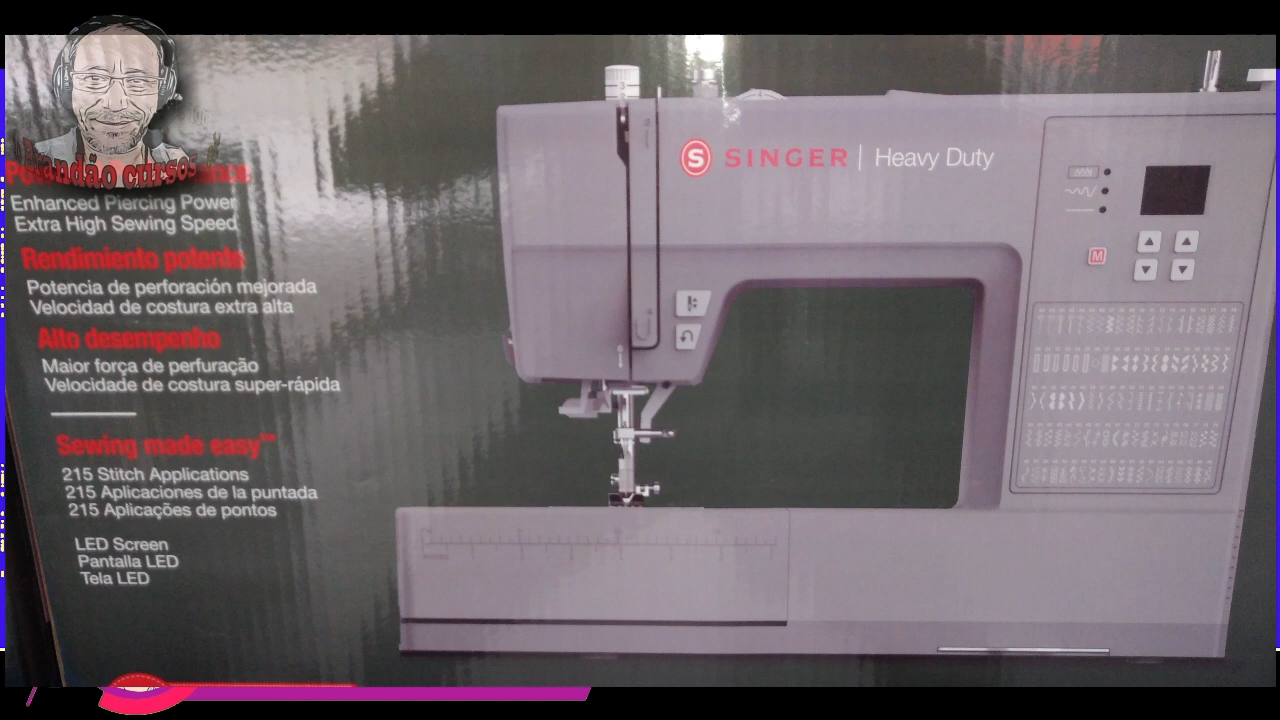 Brandão cursos
Enhanced Piercing Power
Extra High Sewing Speed
Rendimiento potente
Potencia de perforación mejorada
Velocidad de costura extra alta
Alto desempenho
Maior força de perfuração
Velocidade de costura super-rápida
Sewing made easy™
215 Stitch Applications
215 Aplicaciones de la puntada
215 Aplicações de pontos
LED Screen
Pantalla LED
Tela LED
S SINGER | Heavy Duty
M